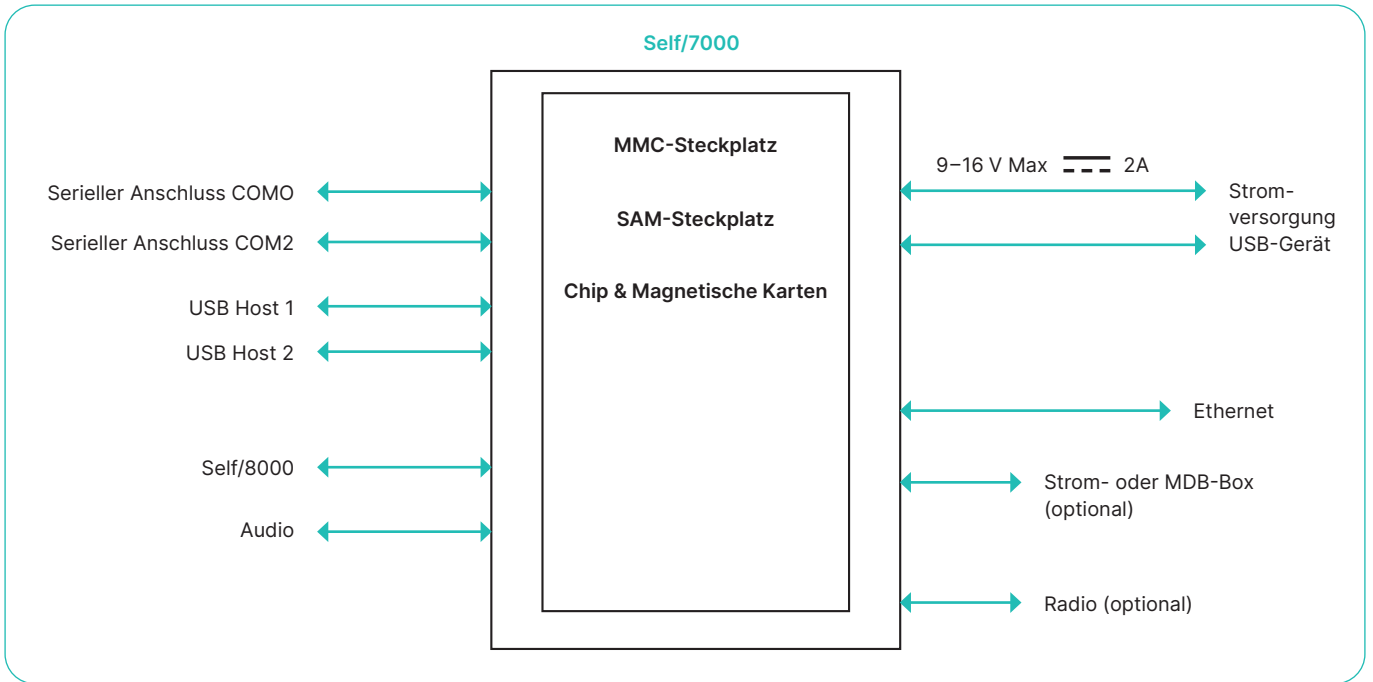 Self/7000
MMC-Steckplatz
SAM-Steckplatz
Chip & Magnetische Karten
Serieller Anschluss COMO
Serieller Anschluss COM2
USB Host 1
USB Host 2
Self/8000
Audio
9–16 V Max 2A
Strom-
versorgung
USB-Gerät
Ethernet
Strom- oder MDB-Box
(optional)
Radio (optional)